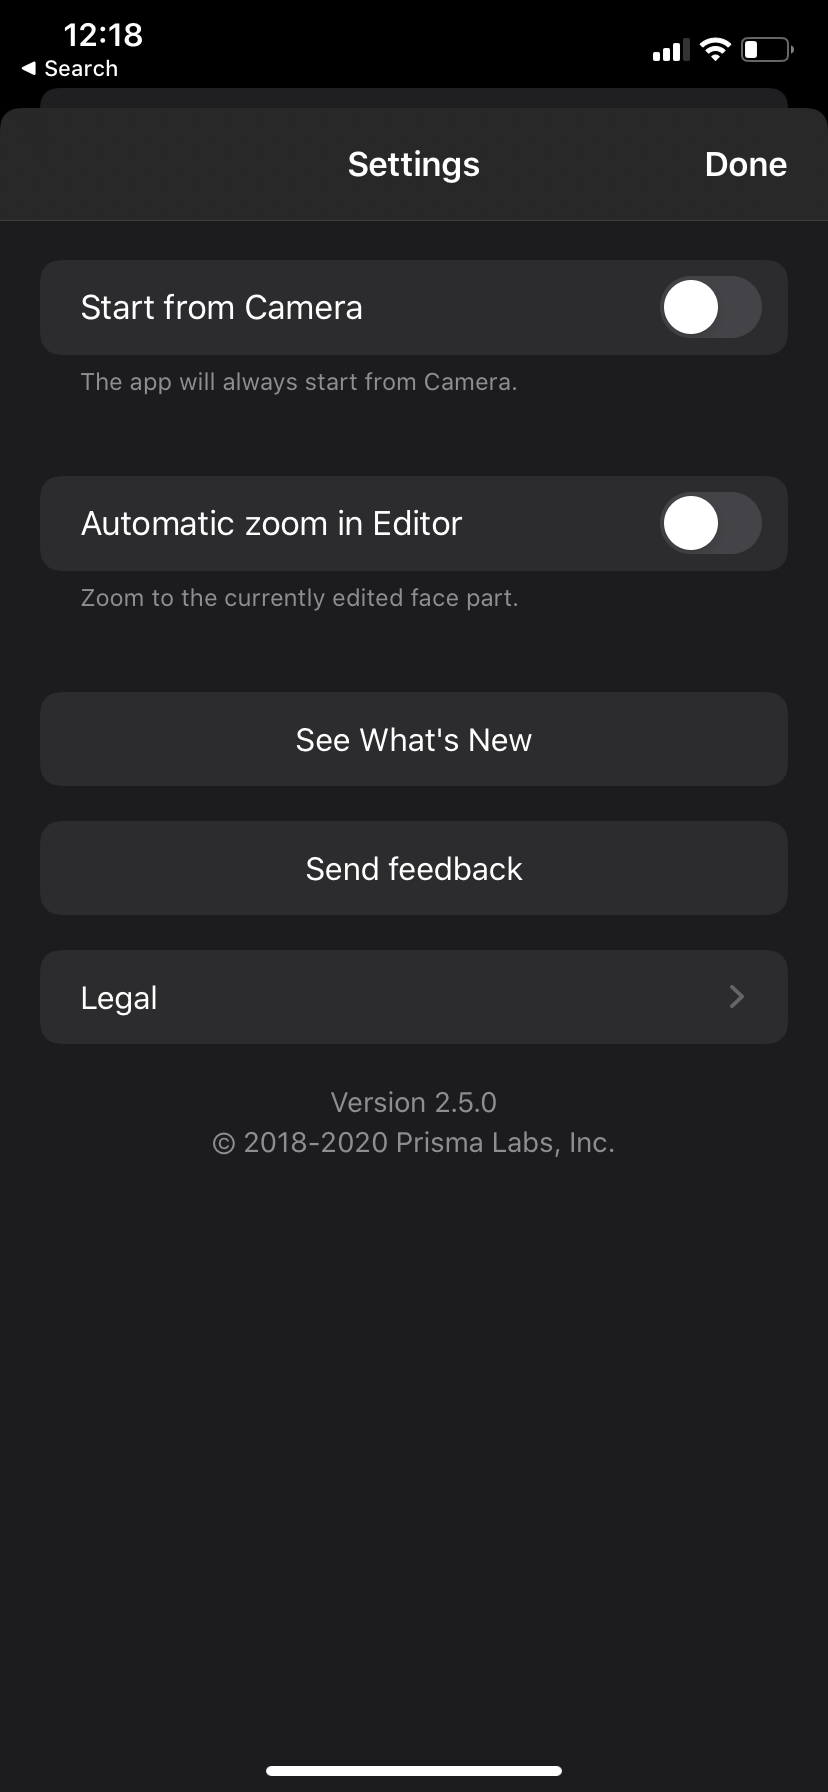 12:18
◀ Search
Settings
Done
Start from Camera
The app will always start from Camera.
Automatic zoom in Editor
Zoom to the currently edited face part.
See What's New
Send feedback
Legal
Version 2.5.0
© 2018-2020 Prisma Labs, Inc.